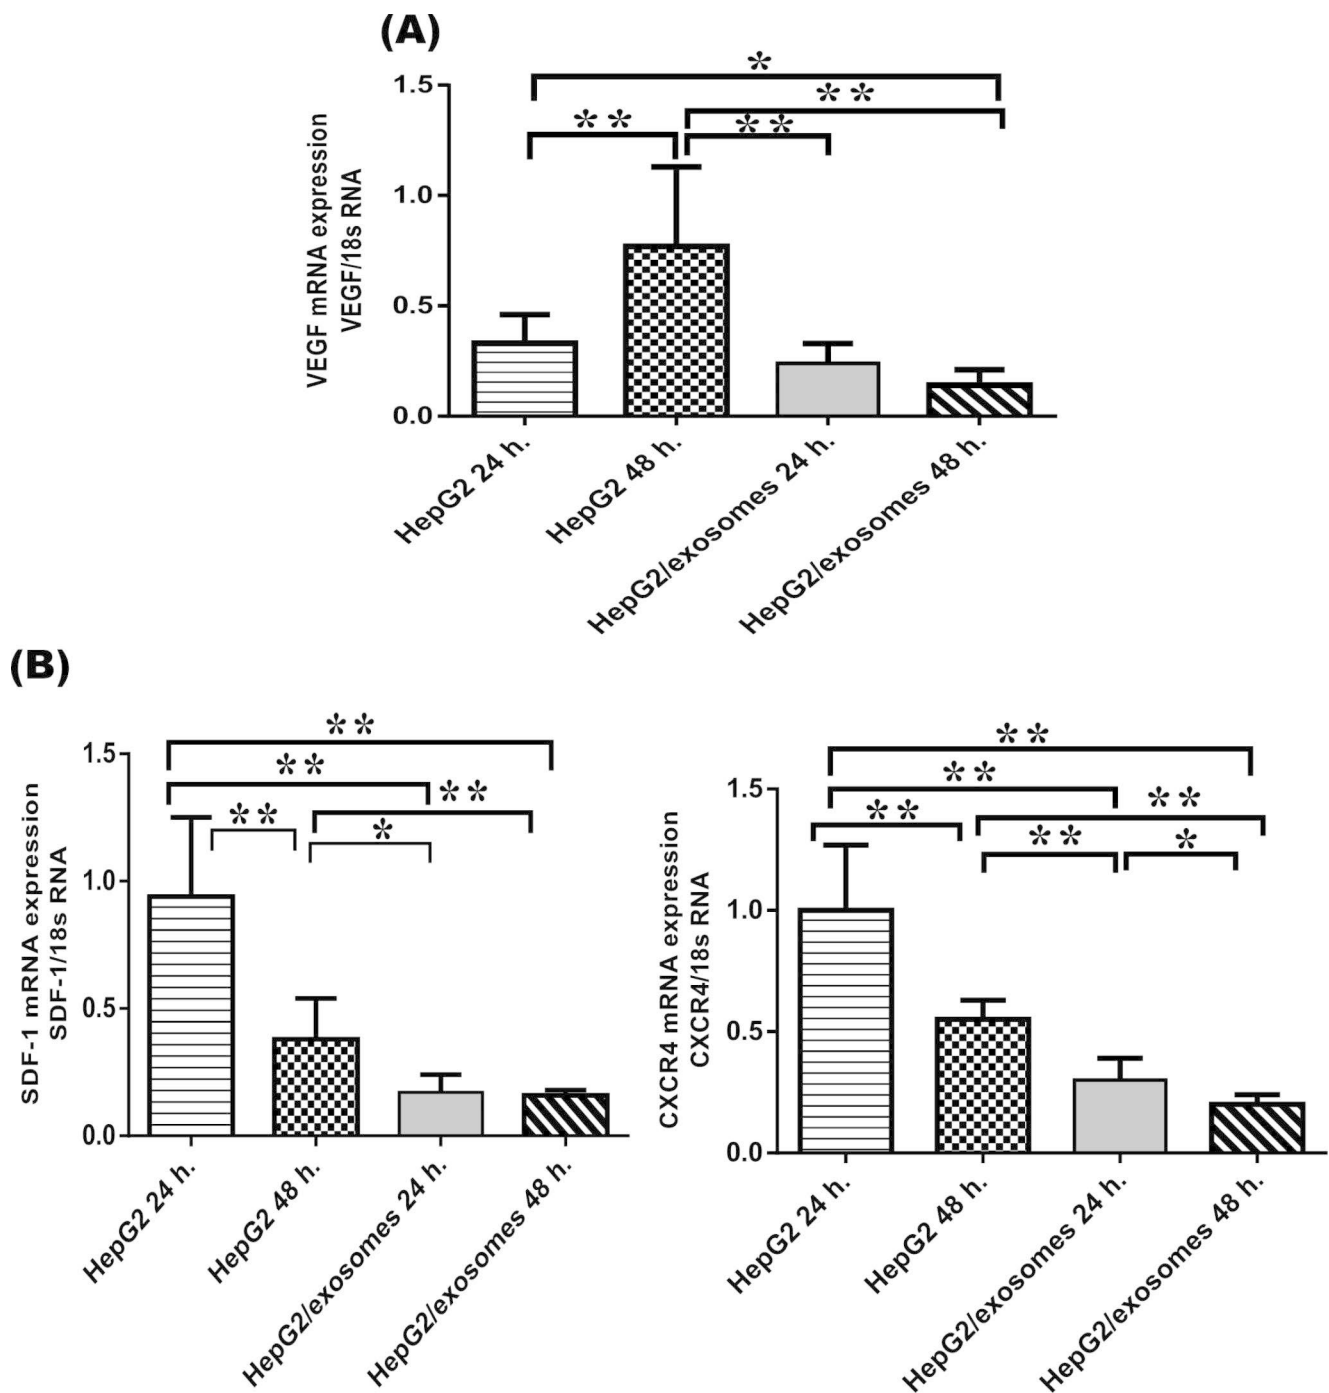 (A)
*
**
**
**
VEGF mRNA expression
VEGF/18s RNA
1.5
1.0
0.5
0.0
HepG2 24 h.
HepG2 48 h.
HepG2/exosomes 24 h.
HepG2/exosomes 48 h.
(B)
**
**
**
**
*
SDF-1 mRNA expression
SDF-1/18s RNA
1.5
1.0
0.5
0.0
HepG2 24 h.
HepG2 48 h.
HepG2/exosomes 24 h.
HepG2/exosomes 48 h.
**
**
**
**
**
*
CXCR4 mRNA expression
CXCR4/18s RNA
1.5
1.0
0.5
0.0
HepG2 24 h.
HepG2 48 h.
HepG2/exosomes 24 h.
HepG2/exosomes 48 h.